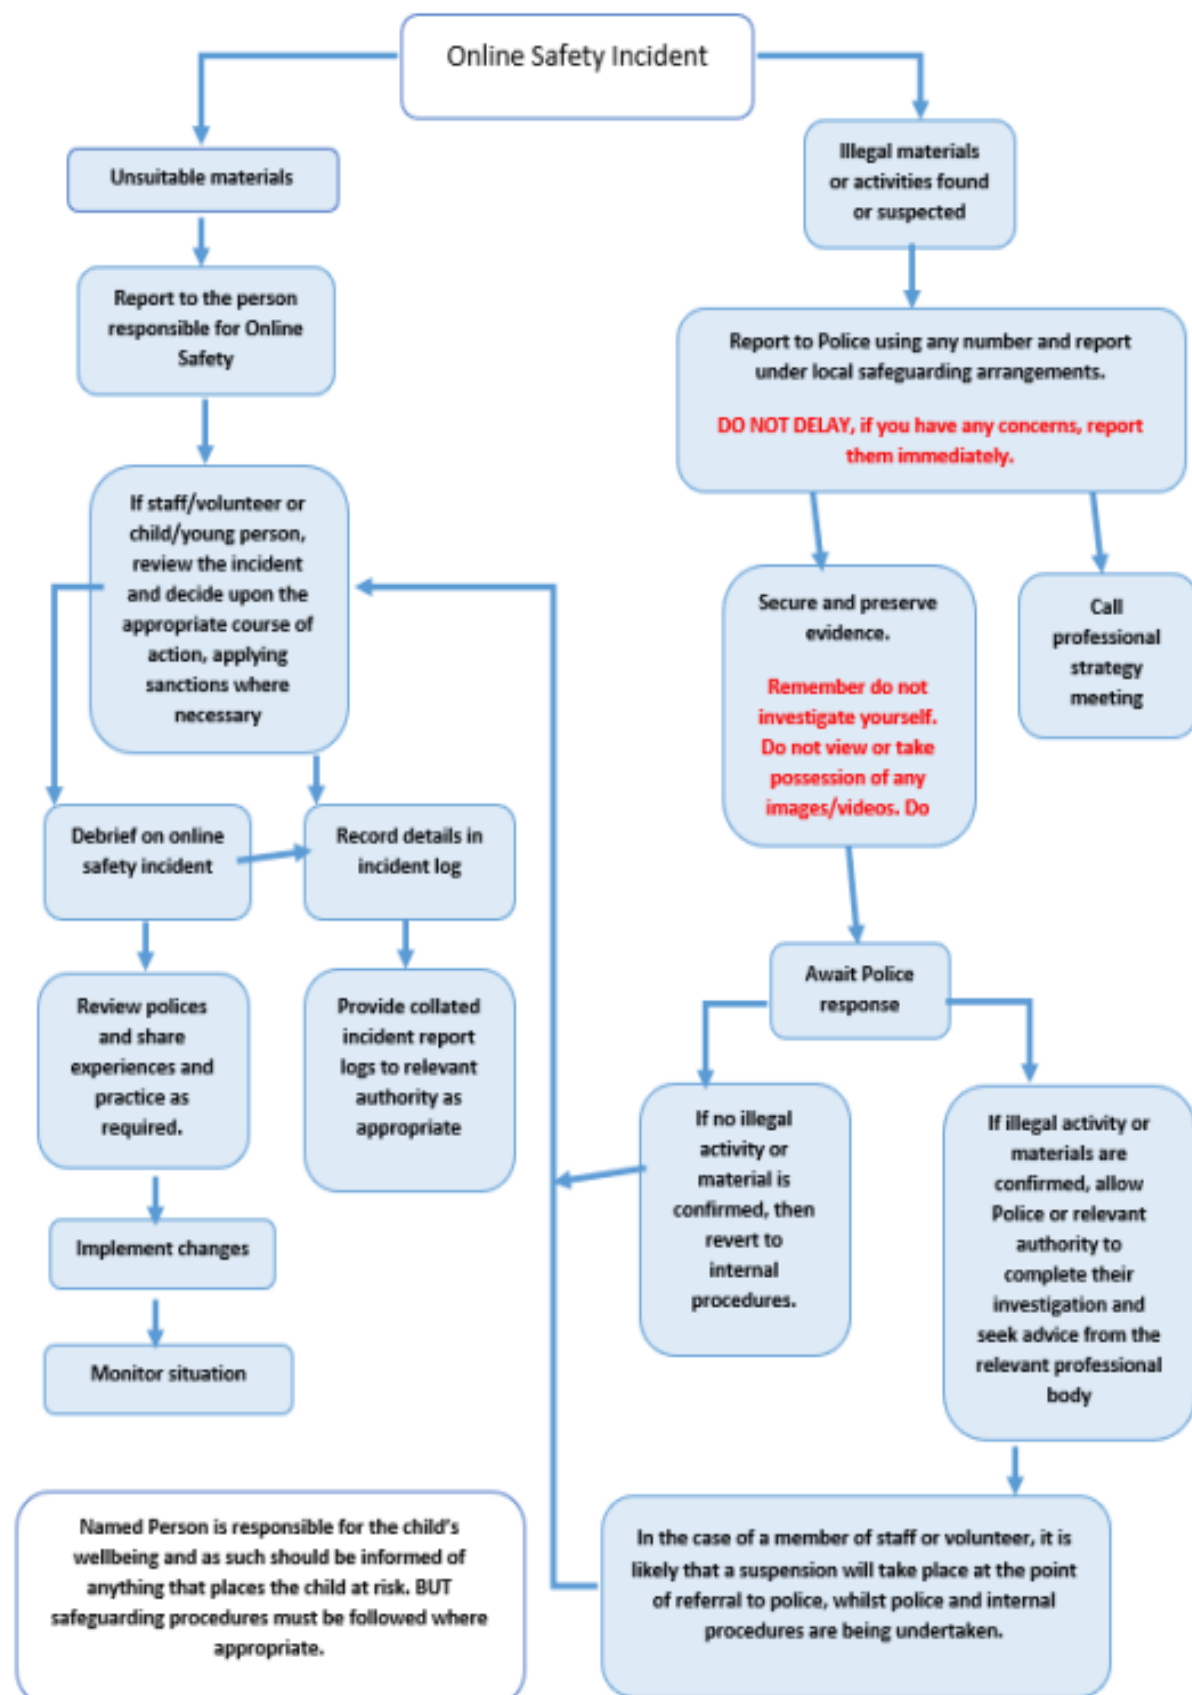 Online Safety Incident
Unsuitable materials
Report to the person
responsible for Online
Safety
If staff/volunteer or
child/young person,
review the incident
and decide upon the
appropriate course of
action, applying
sanctions where
necessary
Debrief on online
safety incident
Record details in
incident log
Review polices
and share
experiences and
practice as
required.
Provide collated
incident report
logs to relevant
authority as
appropriate
Implement changes
Monitor situation
Illegal materials
or activities found
or suspected
Report to Police using any number and report
under local safeguarding arrangements.
DO NOT DELAY, if you have any concerns, report
them immediately.
Secure and preserve
evidence.
Remember do not
investigate yourself.
Do not view or take
possession of any
images/videos. Do
Call
professional
strategy
meeting
Await Police
response
If no illegal
activity or
material is
confirmed, then
revert to
internal
procedures.
If illegal activity or
materials are
confirmed, allow
Police or relevant
authority to
complete their
investigation and
seek advice from the
relevant professional
body
In the case of a member of staff or volunteer, it is
likely that a suspension will take place at the point
of referral to police, whilst police and internal
procedures are being undertaken.
Named Person is responsible for the child's
wellbeing and as such should be informed of
anything that places the child at risk. BUT
safeguarding procedures must be followed where
appropriate.